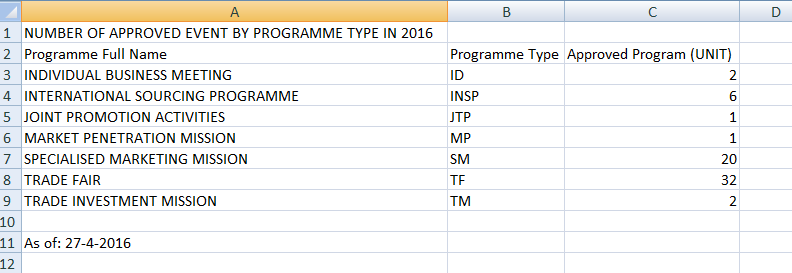 A B C D
1 NUMBER OF APPROVED EVENT BY PROGRAMME TYPE IN 2016
2 Programme Full Name Programme Type Approved Program (UNIT)
3 INDIVIDUAL BUSINESS MEETING ID 2
4 INTERNATIONAL SOURCING PROGRAMME INSP 6
5 JOINT PROMOTION ACTIVITIES JTP 1
6 MARKET PENETRATION MISSION MP 1
7 SPECIALISED MARKETING MISSION SM 20
8 TRADE FAIR TF 32
9 TRADE INVESTMENT MISSION TM 2
10
11 As of: 27-4-2016
12